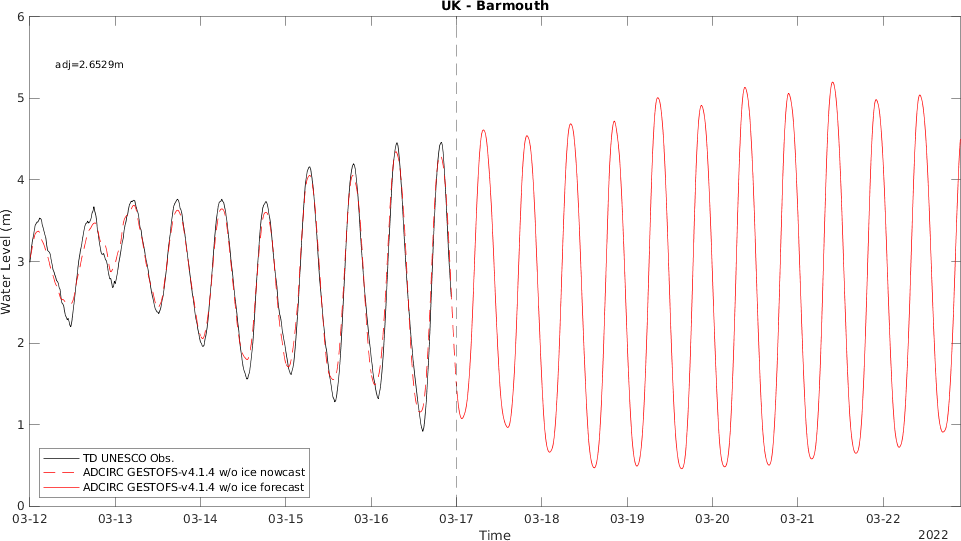 UK - Barmouth
adj=2.6529m
Water Level (m)
6
5
4
3
2
1
0
TD UNESCO Obs.
ADCIRC GESTOFS-v4.1.4 w/o ice nowcast
ADCIRC GESTOFS-v4.1.4 w/o ice forecast
03-12 03-13 03-14 03-15 03-16 03-17 03-18 03-19 03-20 03-21 03-22
Time
2022